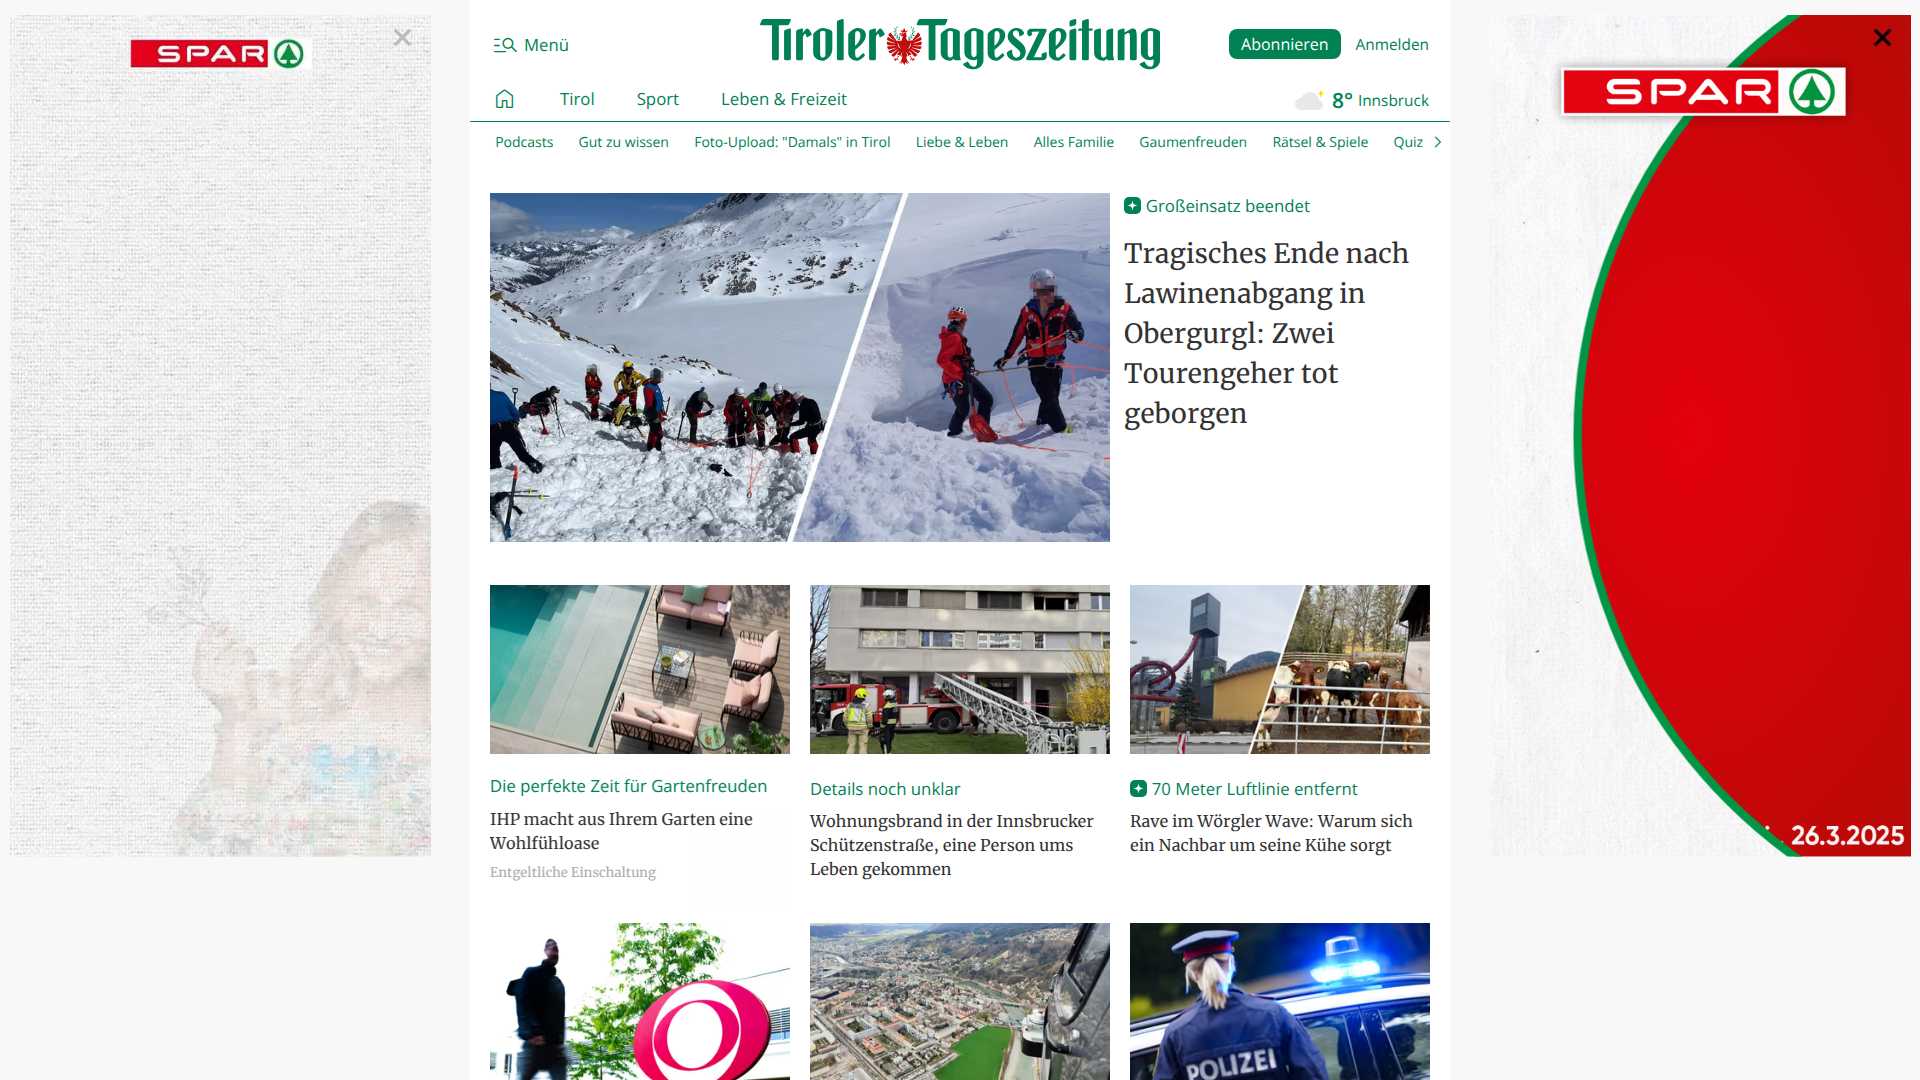 SPAR
Menü
Tiroler Tageszeitung
Abonnieren
Anmelden
Tirol
Sport
Leben & Freizeit
8° Innsbruck
Podcasts
Gut zu wissen
Foto-Upload: "Damals" in Tirol
Liebe & Leben
Alles Familie
Gaumenfreuden
Rätsel & Spiele
Quiz
Großeinsatz beendet
Tragisches Ende nach
Lawinenabgang in
Obergurgl: Zwei
Tourengeher tot
geborgen
Die perfekte Zeit für Gartenfreuden
IHP macht aus Ihrem Garten eine
Wohlfühloase
Entgeltliche Einschaltung
Details noch unklar
Wohnungsbrand in der Innsbrucker
Schützenstraße, eine Person ums
Leben gekommen
70 Meter Luftlinie entfernt
Rave im Wörgler Wave: Warum sich
ein Nachbar um seine Kühe sorgt
POLIZEI
SPAR
26.3.2025